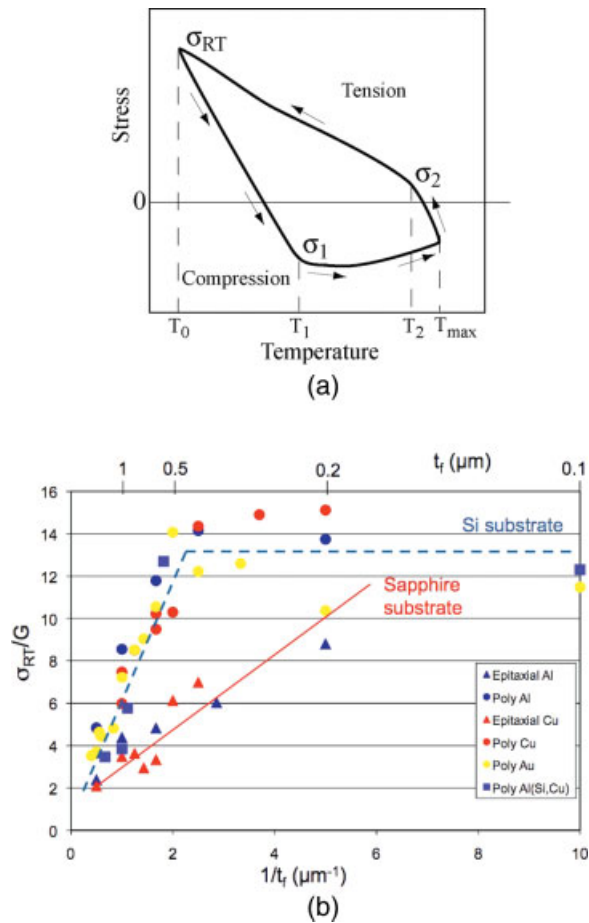 σRT
Tension
Stress
σ2
0
σ1
Compression
T0
T1
T2
Tmax
Temperature
(a)
1
0.5
tf (μm)
0.2
0.1
16
Si substrate
14
12
Sapphire
substrate
10
σRT/G
8
Epitaxial Al
Poly Al
6
Epitaxial Cu
Poly Cu
4
Poly Au
Poly Al(Si,Cu)
2
0
0 2 4 6 8 10
1/tf (μm-1)
(b)